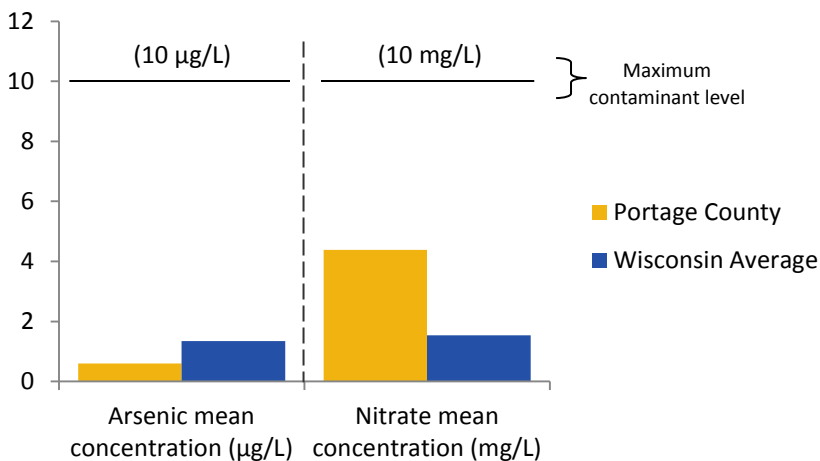 12
10
8
6
4
2
0
(10 µg/L)
(10 mg/L)
Maximum
contaminant level
Portage County
Wisconsin Average
Arsenic mean
concentration (µg/L)
Nitrate mean
concentration (mg/L)